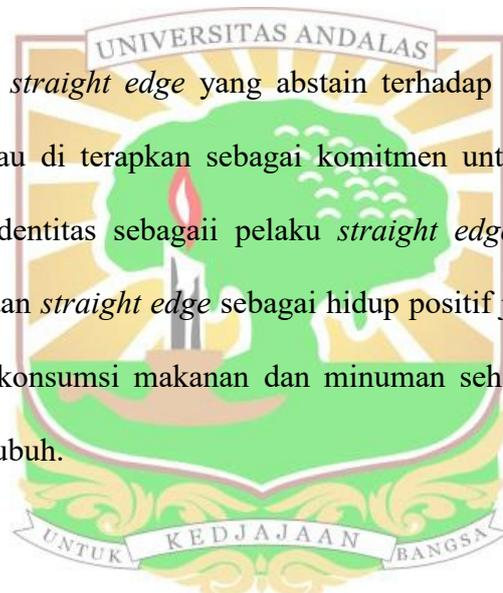 UNIVERSITAS ANDALAS
straight edge yang abstain terhadap
au di terapkan sebagai komitmen unt
dentitas sebagaii pelaku straight edge
an straight edge sebagai hidup positif
konsumsi makanan dan minuman seh
ubuh.
UNTUK KEDJAJAAN BANGSA